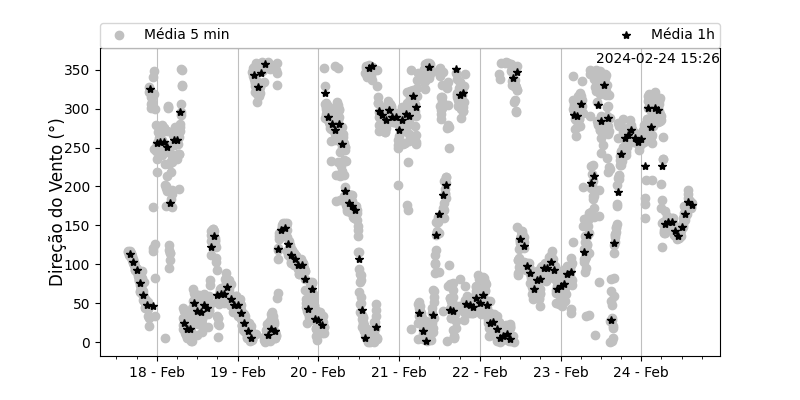 Média 5 min
Média 1h
2024-02-24 15:26
Direção do Vento (°)
350
300
250
200
150
100
50
0
18 - Feb
19 - Feb
20 - Feb
21 - Feb
22 - Feb
23 - Feb
24 - Feb